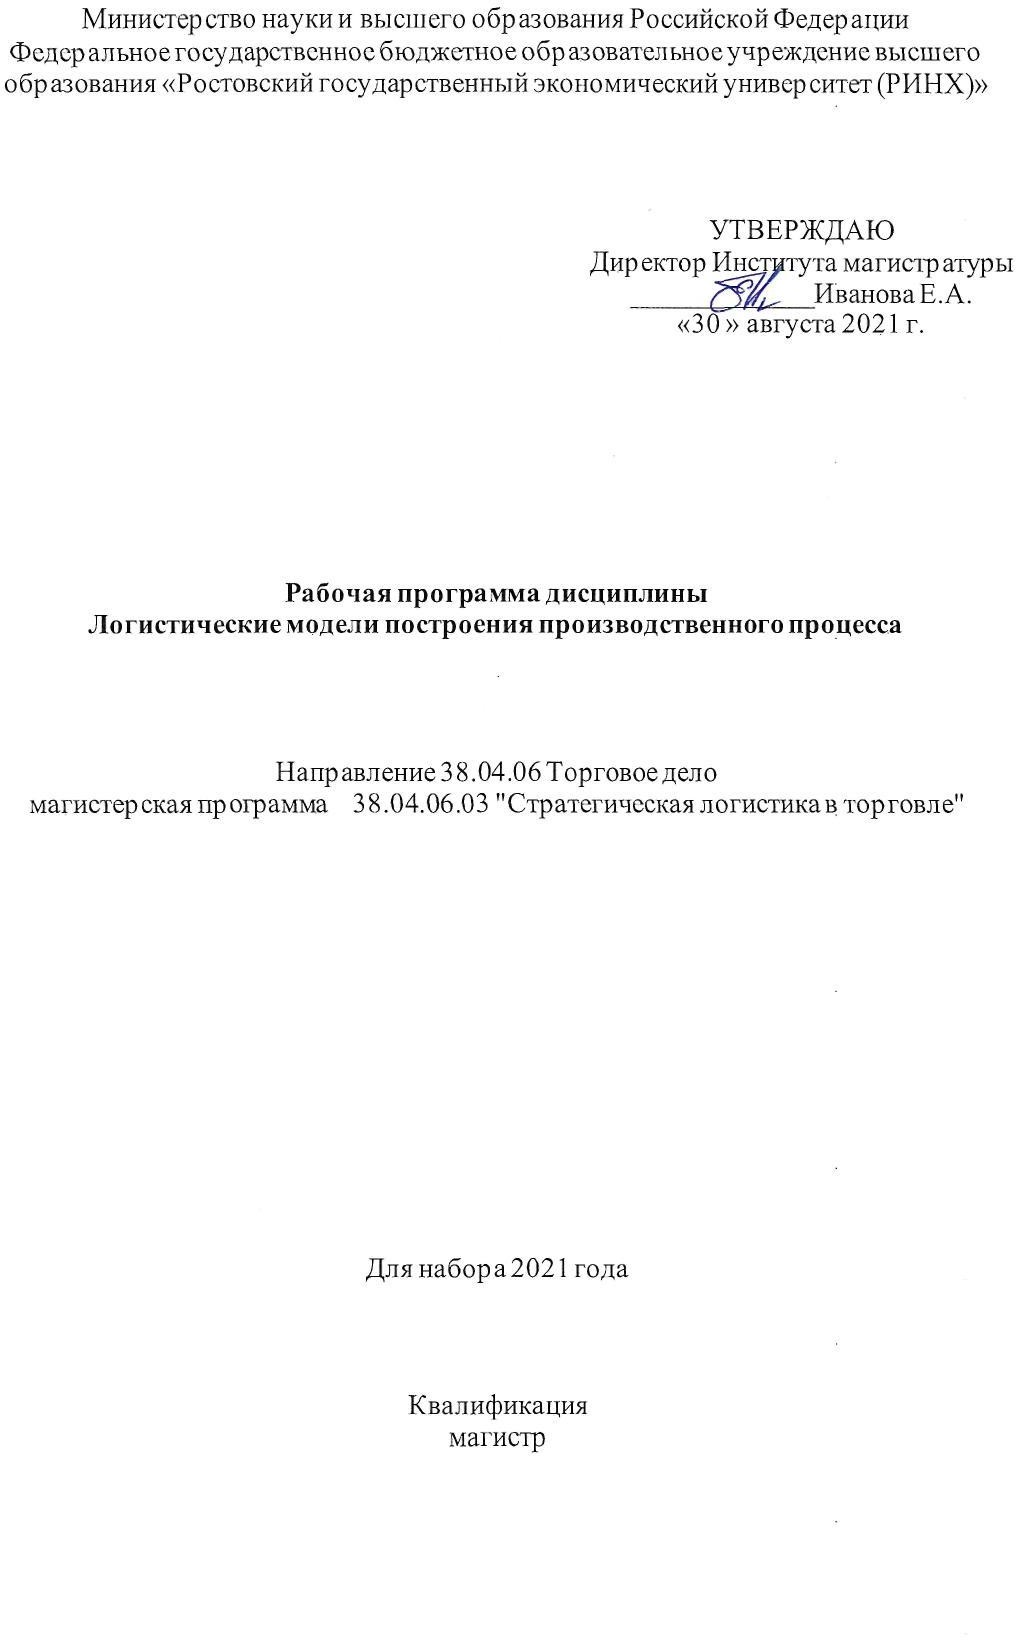 Министерство науки и высшего образования Российской Федерации
Федеральное государственное бюджетное образовательное учреждение высшего
образования «Ростовский государственный экономический университет (РИНХ)»
УТВЕРЖДАЮ
Директор Института магистратуры
Иванова Е.А.
«30 » августа 2021 г.
Рабочая программа дисциплины
Логистические модели построения производственного процесса
Направление 38.04.06 Торговое дело
магистерская программа 38.04.06.03 "Стратегическая логистика в торговле"
Для набора 2021 года
Квалификация
магистр